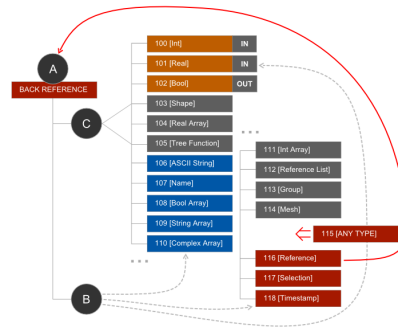 100 [Int] IN
A
101 [Real] IN
BACK REFERENCE
102 [Bool] OUT
103 [Shape]
C
104 [Real Array]
105 [Tree Function]
111 [Int Array]
106 [ASCII String]
112 [Reference List]
107 [Name]
113 [Group]
108 [Bool Array]
114 [Mesh]
109 [String Array]
115 [ANY TYPE]
110 [Complex Array]
116 [Reference]
117 [Selection]
B
118 [Timestamp]